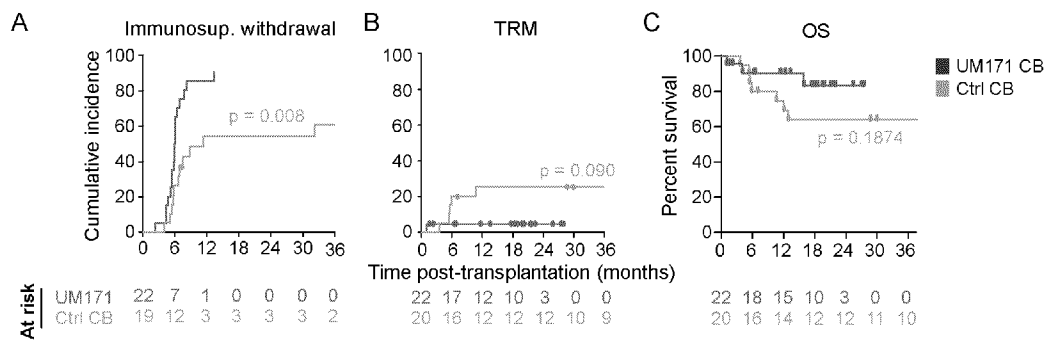 A
Immunosup. withdrawal
Cumulative incidence
100
80
60
40
20
0
p = 0.008
0 6 12 18 24 30 36
B
TRM
100
80
60
40
20
0
p = 0.090
0 6 12 18 24 30 36
Time post-transplantation (months)
C
OS
Percent survival
100
80
60
40
20
0
p = 0.1874
0 6 12 18 24 30 36
UM171 CB
Ctrl CB
At risk
UM171 22 7 1 0 0 0 0 22 17 12 10 3 0 0 22 18 15 10 3 0 0
Ctrl CB 19 12 3 3 3 3 2 20 16 12 12 12 10 9 20 16 14 12 12 11 10